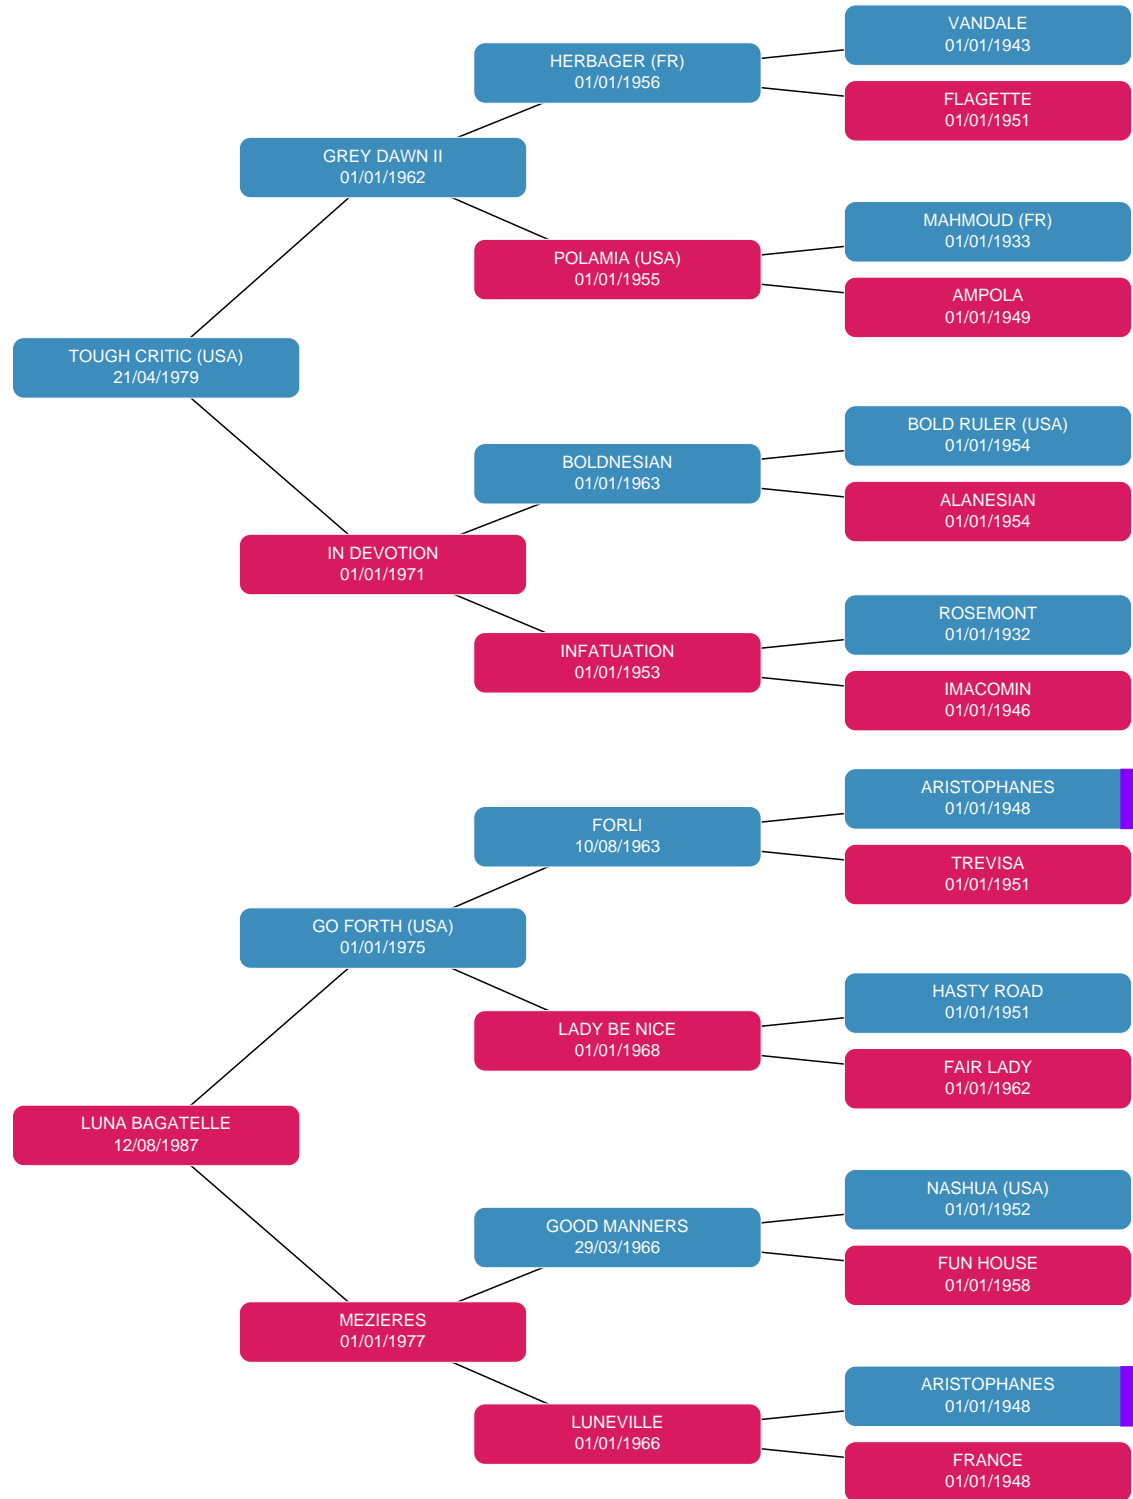 VANDALE
01/01/1943
HERBAGER (FR)
01/01/1956
FLAGETTE
01/01/1951
GREY DAWN II
01/01/1962
MAHMOUD (FR)
01/01/1933
POLAMIA (USA)
01/01/1955
AMPOLA
01/01/1949
TOUGH CRITIC (USA)
21/04/1979
BOLD RULER (USA)
01/01/1954
BOLDNESIAN
01/01/1963
ALANESIAN
01/01/1954
IN DEVOTION
01/01/1971
ROSEMONT
01/01/1932
INFATUATION
01/01/1953
IMACOMIN
01/01/1946
ARISTOPHANES
01/01/1948
FORLI
10/08/1963
TREVISA
01/01/1951
GO FORTH (USA)
01/01/1975
HASTY ROAD
01/01/1951
LADY BE NICE
01/01/1968
FAIR LADY
01/01/1962
LUNA BAGATELLE
12/08/1987
NASHUA (USA)
01/01/1952
GOOD MANNERS
29/03/1966
FUN HOUSE
01/01/1958
MEZIERES
01/01/1977
ARISTOPHANES
01/01/1948
LUNEVILLE
01/01/1966
FRANCE
01/01/1948